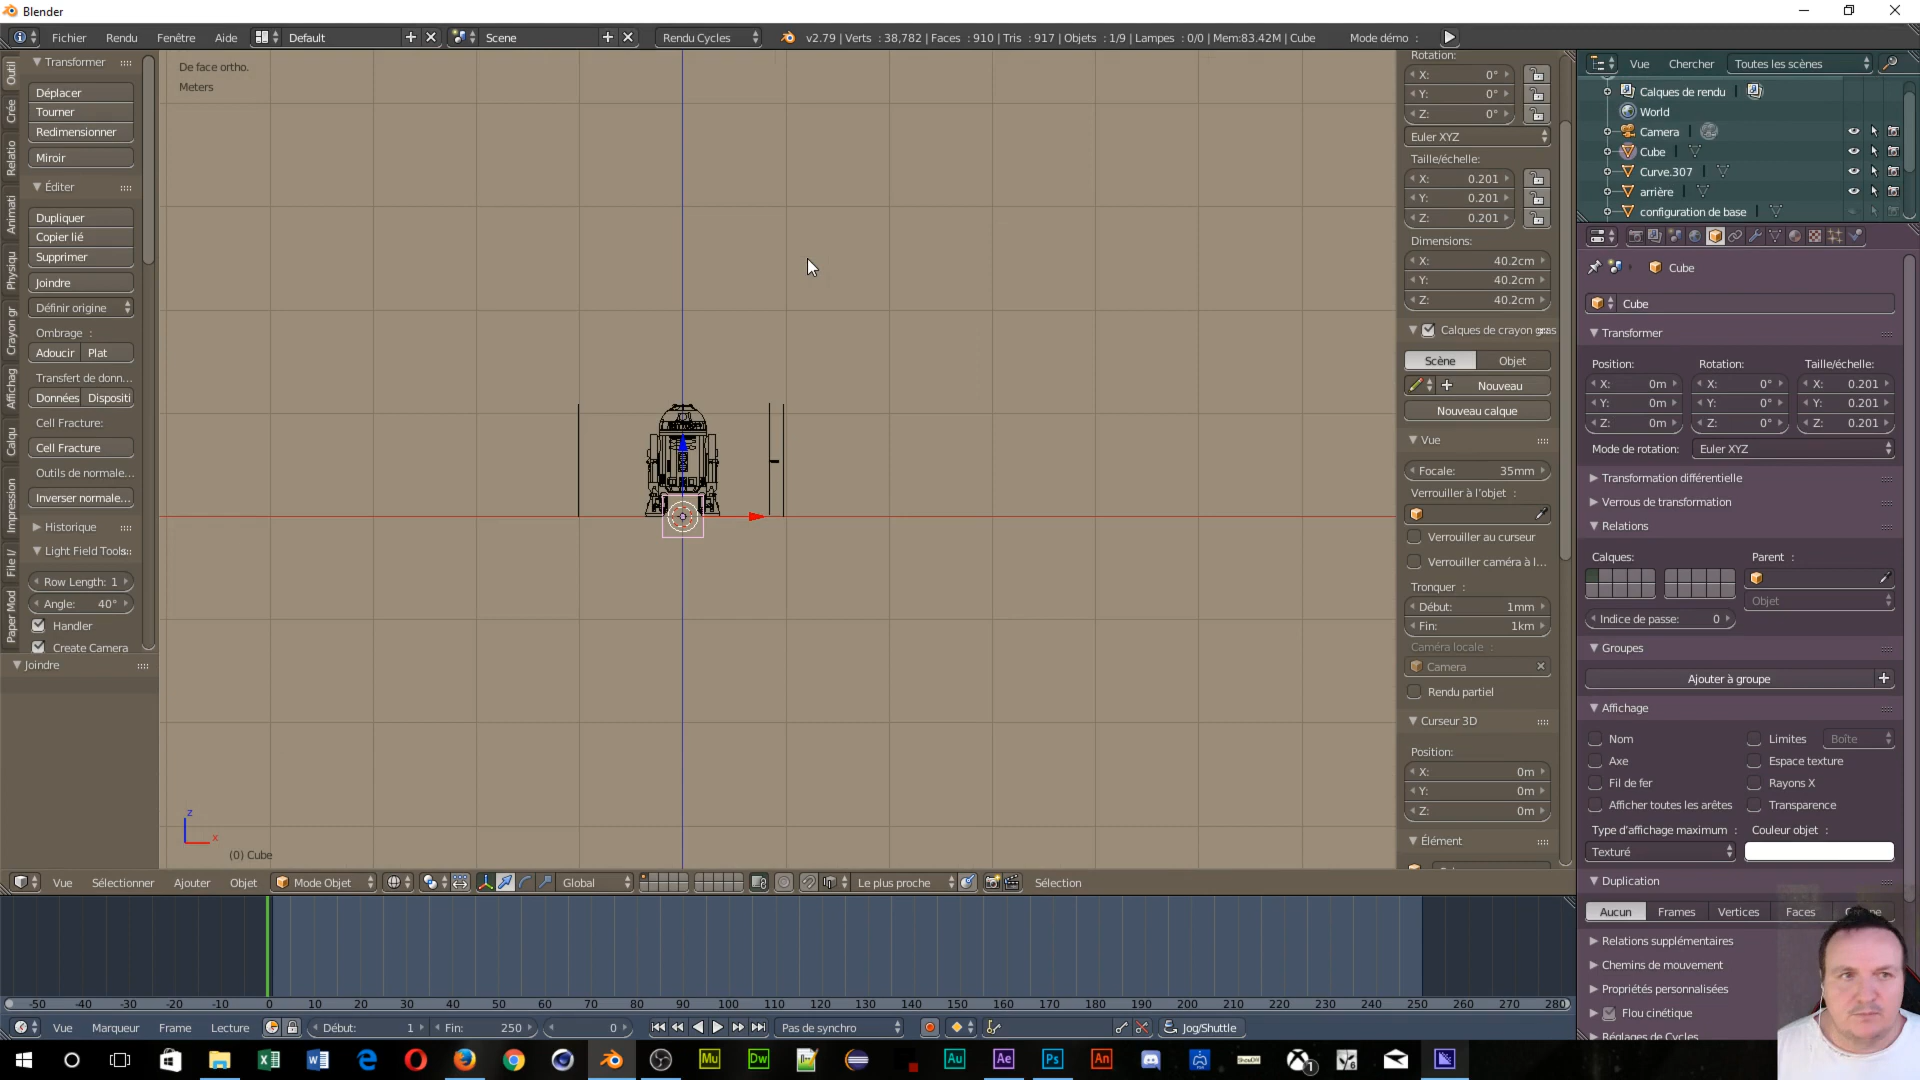 Blender
Fichier Rendu Fenêtre Aide Default Scene Rendu Cycles v2.79 | Verts : 38,782 | Faces : 910 | Tris : 917 | Objets : 1/9 | Lampes : 0/0 | Mem:83.42M | Cube Mode démo :
Outil
Crée
Relatio
Animati
Physiqu
Crayon gr
Affichag
Calqu
Impression
File I/
Paper Mod
Transformer
Déplacer
Tourner
Redimensionner
Miroir
Éditer
Dupliquer
Copier lié
Supprimer
Joindre
Définir origine
Ombrage :
Adoucir Plat
Transfert de donn...
Données Dispositi
Cell Fracture:
Cell Fracture
Outils de normale...
Inverser normale...
Historique
Light Field Tools
Row Length: 1
Angle: 40°
Handler
Create Camera
Joindre
De face ortho.
Meters
z
x
(0) Cube
Rotation:
X: 0°
Y: 0°
Z: 0°
Euler XYZ
Taille/échelle:
X: 0.201
Y: 0.201
Z: 0.201
Dimensions:
X: 40.2cm
Y: 40.2cm
Z: 40.2cm
Calques de crayon gras
Scène Objet
Nouveau
Nouveau calque
Vue
Focale: 35mm
Verrouiller à l'objet :
Verrouiller au curseur
Verrouiller caméra à l...
Tronquer :
Début: 1mm
Fin: 1km
Caméra locale :
Camera
Rendu partiel
Curseur 3D
Position:
X: 0m
Y: 0m
Z: 0m
Élément
Vue Chercher Toutes les scènes
Calques de rendu
World
Camera
Cube
Curve.307
arrière
configuration de base
Cube
Cube
Transformer
Position: Rotation: Taille/échelle:
X: 0m X: 0° X: 0.201
Y: 0m Y: 0° Y: 0.201
Z: 0m Z: 0° Z: 0.201
Mode de rotation: Euler XYZ
Transformation différentielle
Verrous de transformation
Relations
Calques: Parent :
Objet
Indice de passe: 0
Groupes
Ajouter à groupe
Affichage
Nom Limites Boîte
Axe Espace texture
Fil de fer Rayons X
Afficher toutes les arêtes Transparence
Type d'affichage maximum : Couleur objet :
Texturé
Duplication
Aucun Frames Vertices Faces
Relations supplémentaires
Chemins de mouvement
Propriétés personnalisées
Flou cinétique
Réglages de Cycles
Vue Sélectionner Ajouter Objet Mode Objet Global Le plus proche Sélection
-50 -40 -30 -20 -10 0 10 20 30 40 50 60 70 80 90 100 110 120 130 140 150 160 170 180 190 200 210 220 230 240 250 260 270 280
Vue Marqueur Frame Lecture Début: 1 Fin: 250 0 Pas de synchro Jog/Shuttle
Mu Dw Au Ae Ps An